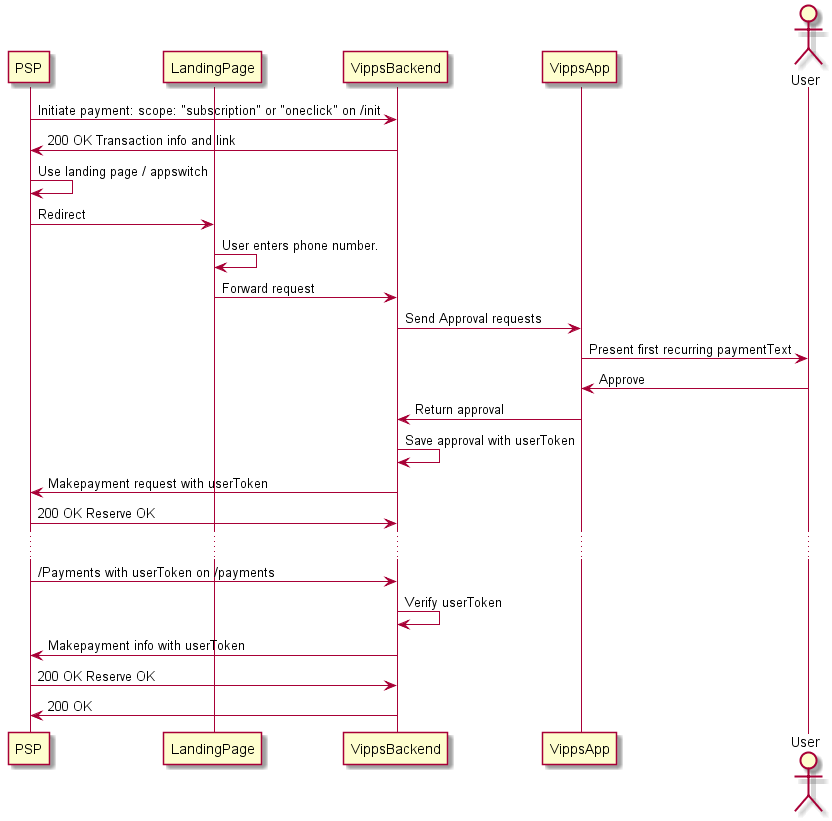 PSP
LandingPage
VippsBackend
VippsApp
User
Initiate payment: scope: "subscription" or "oneclick" on /init
200 OK Transaction info and link
Use landing page / appswitch
Redirect
User enters phone number.
Forward request
Send Approval requests
Present first recurring paymentText
Approve
Return approval
Save approval with userToken
Makepayment request with userToken
200 OK Reserve OK
/Payments with userToken on /payments
Verify userToken
Makepayment info with userToken
200 OK Reserve OK
200 OK
PSP
LandingPage
VippsBackend
VippsApp
User